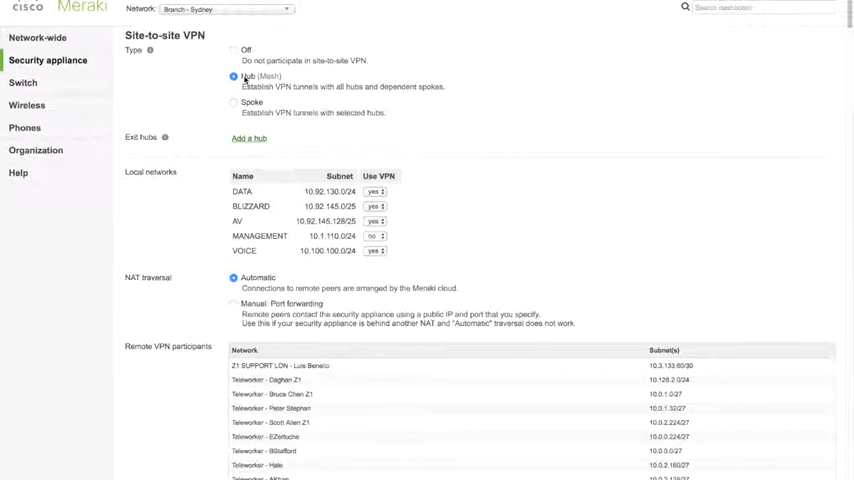 cisco Meraki
Network: Branch - Sydney
Search dashboard
Network-wide
Security appliance
Switch
Wireless
Phones
Organization
Help
Site-to-site VPN
Type
Off
Do not participate in site-to-site VPN.
Hub (Mesh)
Establish VPN tunnels with all hubs and dependent spokes.
Spoke
Establish VPN tunnels with selected hubs.
Exit hubs
Add a hub
Local networks
Name Subnet Use VPN
DATA 10.92.130.0/24 yes
BLIZZARD 10.92.145.0/25 yes
AV 10.92.145.128/25 yes
MANAGEMENT 10.1.110.0/24 no
VOICE 10.100.100.0/24 yes
NAT traversal
Automatic
Connections to remote peers are arranged by the Meraki cloud.
Manual: Port forwarding
Remote peers contact the security appliance using a public IP and port that you specify.
Use this if your security appliance is behind another NAT and "Automatic" traversal does not work.
Remote VPN participants
Network Subnet(s)
Z1 SUPPORT LON - Luis Benello 10.3.133.60/30
Teleworker - Daghan Z1 10.128.2.0/24
Teleworker - Bruce Chen Z1 10.0.1.0/27
Teleworker - Peter Stephan 10.0.1.32/27
Teleworker - Scott Allen Z1 10.0.2.224/27
Teleworker - EZertuche 10.0.0.224/27
Teleworker - BStafford 10.0.0.0/27
Teleworker - Hale 10.0.2.160/27
Teleworker - AKhan